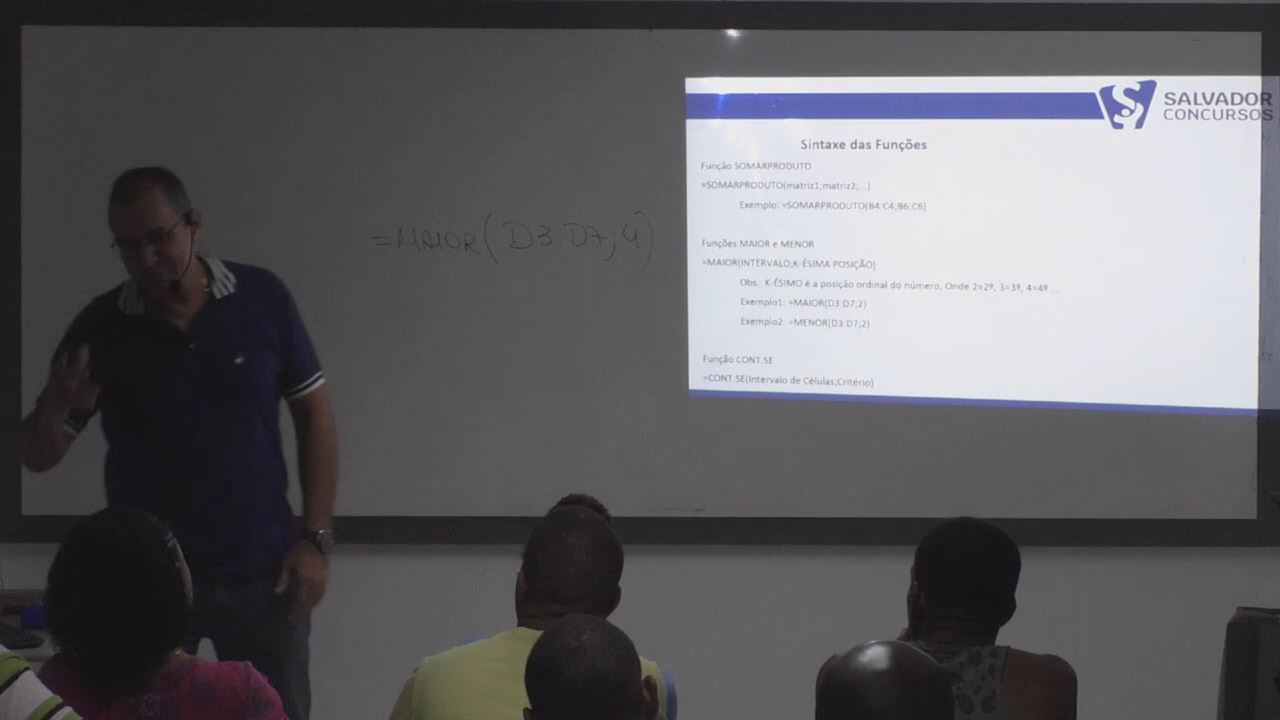 =MAIOR(D3:D7;4)
SALVADOR
CONCURSOS
Sintaxe das Funções
Função SOMARPRODUTO
=SOMARPRODUTO(matriz1;matriz2;...)
Exemplo: =SOMARPRODUTO(B4:C4;B6:C6)
Funções MAIOR e MENOR
=MAIOR(INTERVALO;K-ÉSIMA POSIÇÃO)
Obs.: K-ÉSIMO é a posição ordinal do número, Onde 2=2º, 3=3º, 4=4º ...
Exemplo1: =MAIOR(D3:D7;2)
Exemplo2: =MENOR(D3:D7;2)
Função CONT.SE
=CONT.SE(Intervalo de Células;Critério)